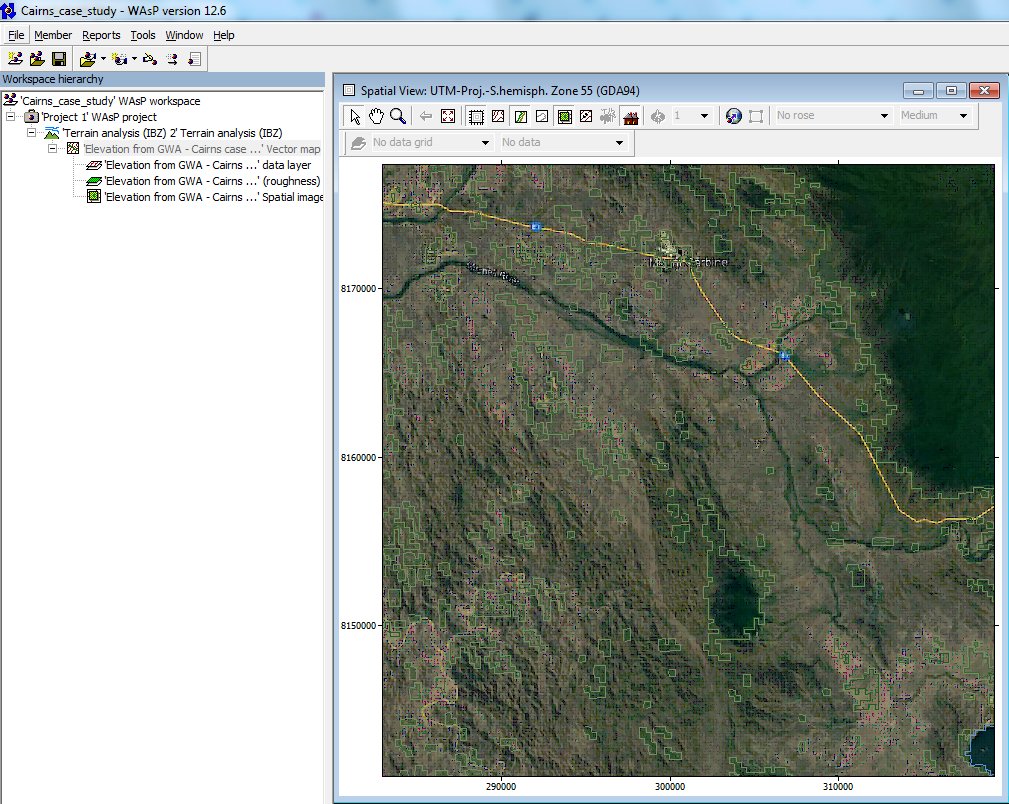 Cairns_case_study - WAsP version 12.6
File Member Reports Tools Window Help
Workspace hierarchy
'Cairns_case_study' WAsP workspace
'Project 1' WAsP project
'Terrain analysis (IBZ) 2' Terrain analysis (IBZ)
'Elevation from GWA - Cairns case ...' Vector map
'Elevation from GWA - Cairns ...' data layer
'Elevation from GWA - Cairns ...' (roughness)
'Elevation from GWA - Cairns ...' Spatial image
Spatial View: UTM-Proj.-S.hemisph. Zone 55 (GDA94)
1 No rose Medium
No data grid No data
8170000
8160000
8150000
290000 300000 310000